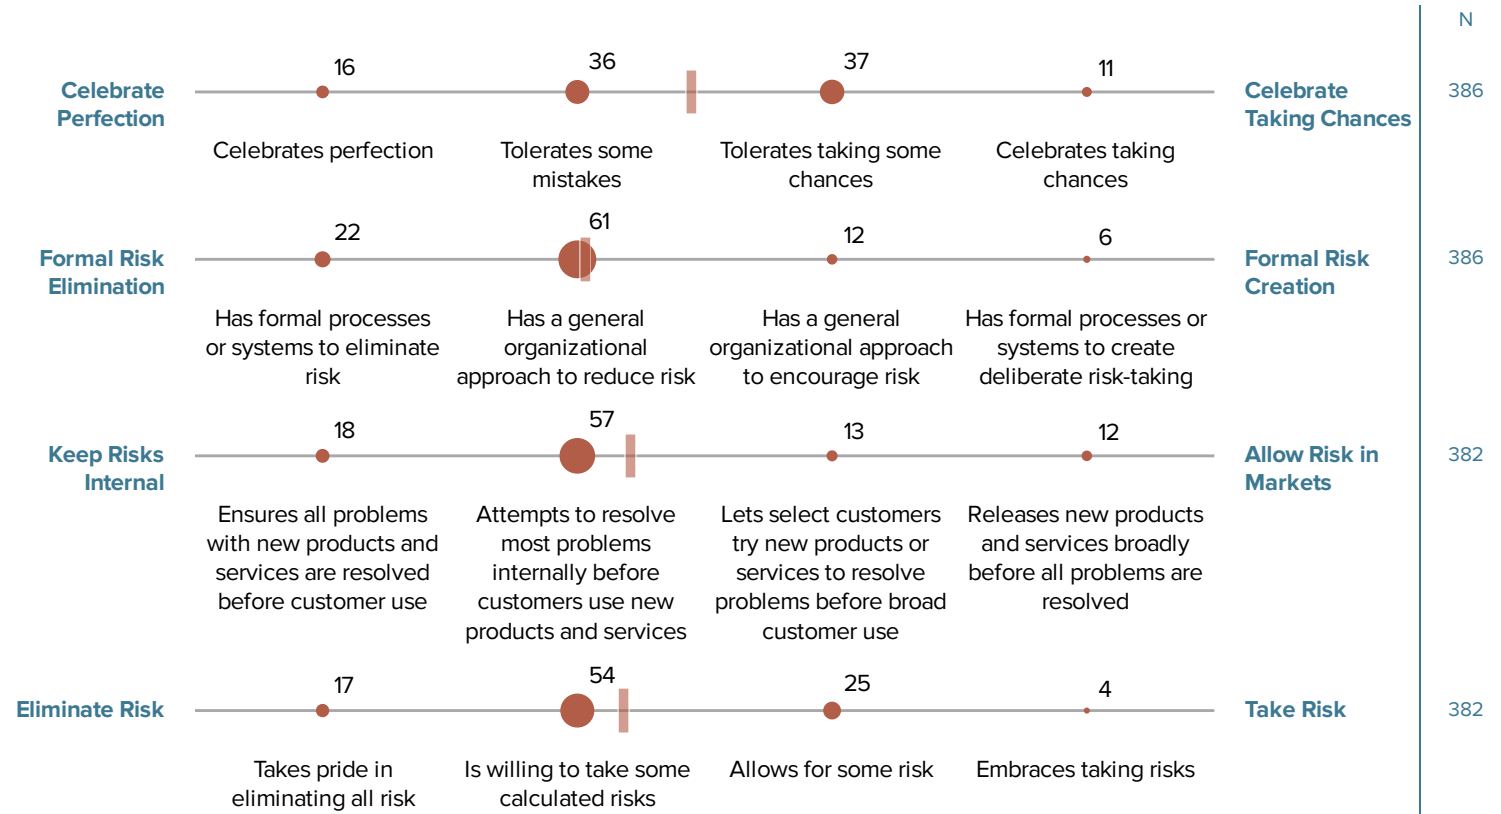 N
16
36
37
11
Celebrate
Perfection
Celebrate
Taking Chances
386
Celebrates perfection
Tolerates some
mistakes
Tolerates taking some
chances
Celebrates taking
chances
22
61
12
6
Formal Risk
Elimination
Formal Risk
Creation
386
Has formal processes
or systems to eliminate
risk
Has a general
organizational
approach to reduce risk
Has a general
organizational approach
to encourage risk
Has formal processes or
systems to create
deliberate risk-taking
18
57
13
12
Keep Risks
Internal
Allow Risk in
Markets
382
Ensures all problems
with new products and
services are resolved
before customer use
Attempts to resolve
most problems
internally before
customers use new
products and services
Lets select customers
try new products or
services to resolve
problems before broad
customer use
Releases new products
and services broadly
before all problems are
resolved
17
54
25
4
Eliminate Risk
Take Risk
382
Takes pride in
eliminating all risk
Is willing to take some
calculated risks
Allows for some risk
Embraces taking risks